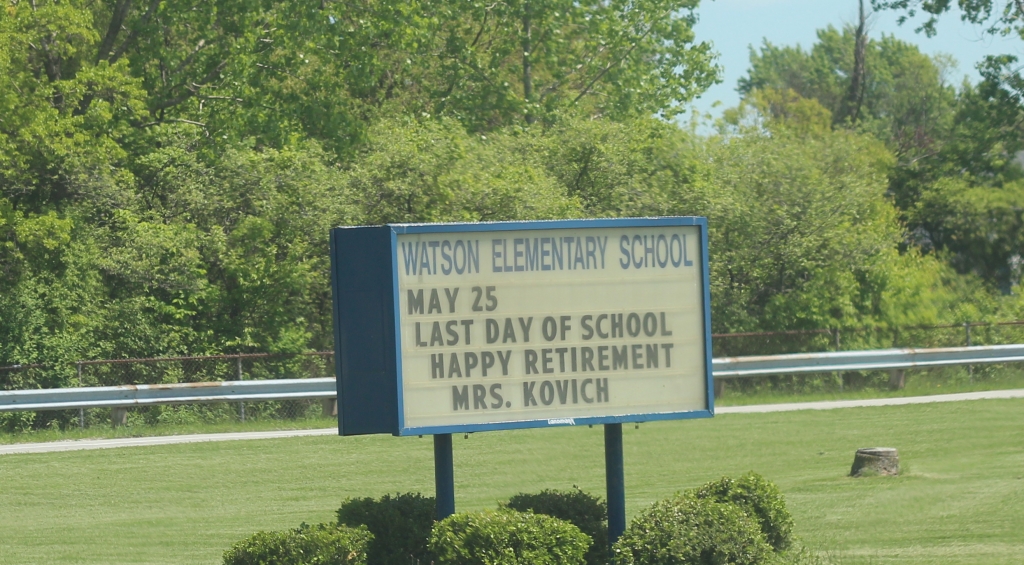 WATSON ELEMENTARY SCHOOL
MAY 25
LAST DAY OF SCHOOL
HAPPY RETIREMENT
MRS. KOVICH